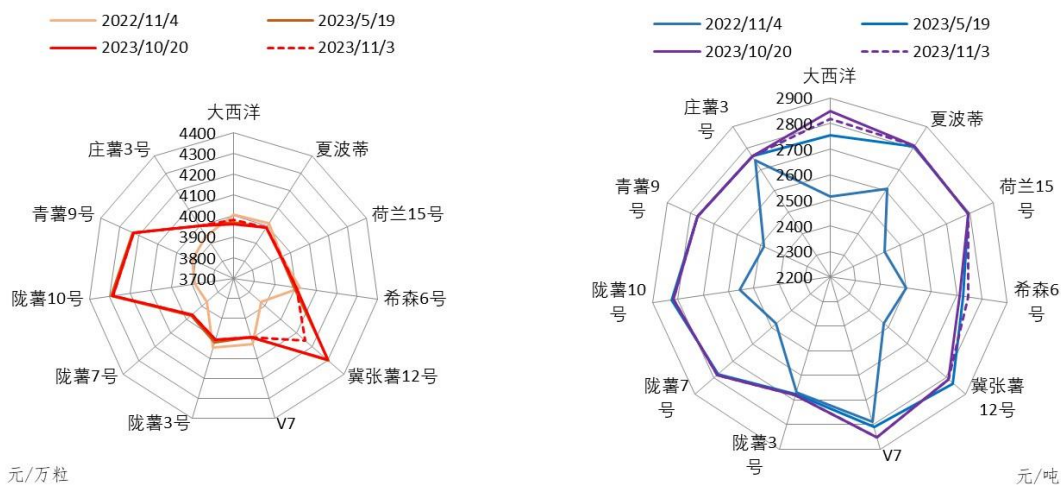 2022/11/4
2023/5/19
2023/10/20
2023/11/3
大西洋
夏波蒂
荷兰15号
希森6号
冀张薯12号
V7
陇薯3号
陇薯7号
陇薯10号
青薯9号
庄薯3号
4400
4300
4200
4100
4000
3900
3800
3700
元/万粒
2022/11/4
2023/5/19
2023/10/20
2023/11/3
大西洋
夏波蒂
荷兰15
号
希森6
号
冀张薯
12号
V7
陇薯3
号
陇薯7
号
陇薯10
号
青薯9
号
庄薯3
号
2900
2800
2700
2600
2500
2400
2300
2200
元/吨